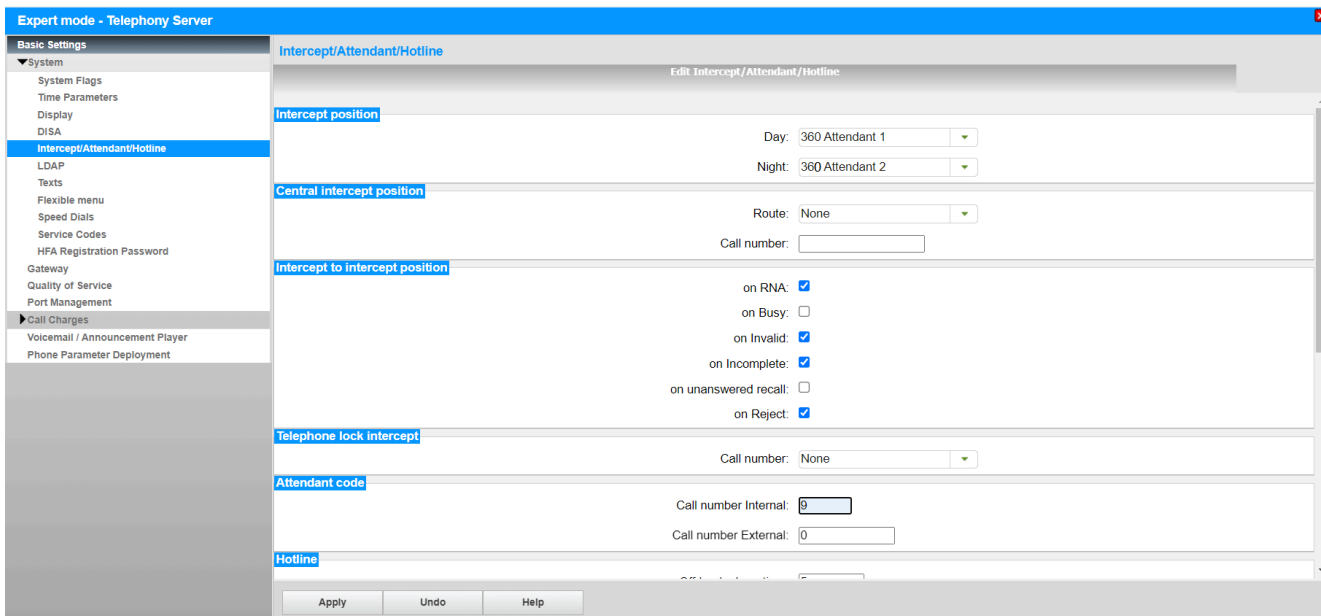 Expert mode - Telephony Server
Basic Settings
System
System Flags
Time Parameters
Display
DISA
Intercept/Attendant/Hotline
LDAP
Texts
Flexible menu
Speed Dials
Service Codes
HFA Registration Password
Gateway
Quality of Service
Port Management
Call Charges
Voicemail / Announcement Player
Phone Parameter Deployment
Intercept/Attendant/Hotline
Edit Intercept/Attendant/Hotline
Intercept position
Day: 360 Attendant 1
Night: 360 Attendant 2
Central intercept position
Route: None
Call number:
Intercept to intercept position
on RNA:
on Busy:
on Invalid:
on Incomplete:
on unanswered recall:
on Reject:
Telephone lock intercept
Call number: None
Attendant code
Call number Internal: 9
Call number External: 0
Hotline
Apply Undo Help